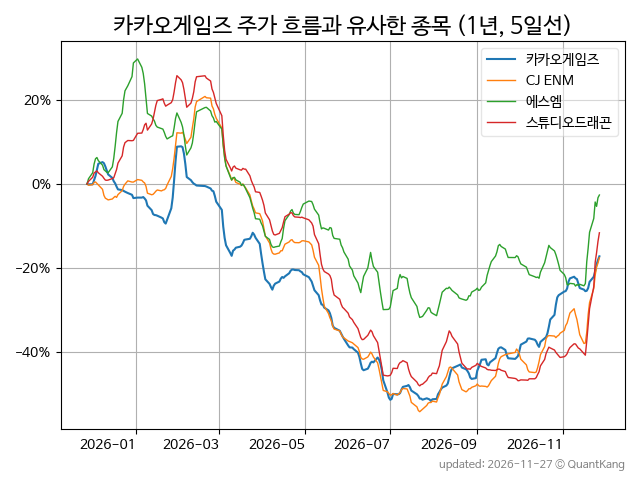 카카오게임즈 주가 흐름과 유사한 종목 (1년, 5일선)
카카오게임즈
CJ ENM
에스엠
스튜디오드래곤
20%
0%
−20%
−40%
2026-01 2026-03 2026-05 2026-07 2026-09 2026-11
updated: 2026-11-27 © QuantKang